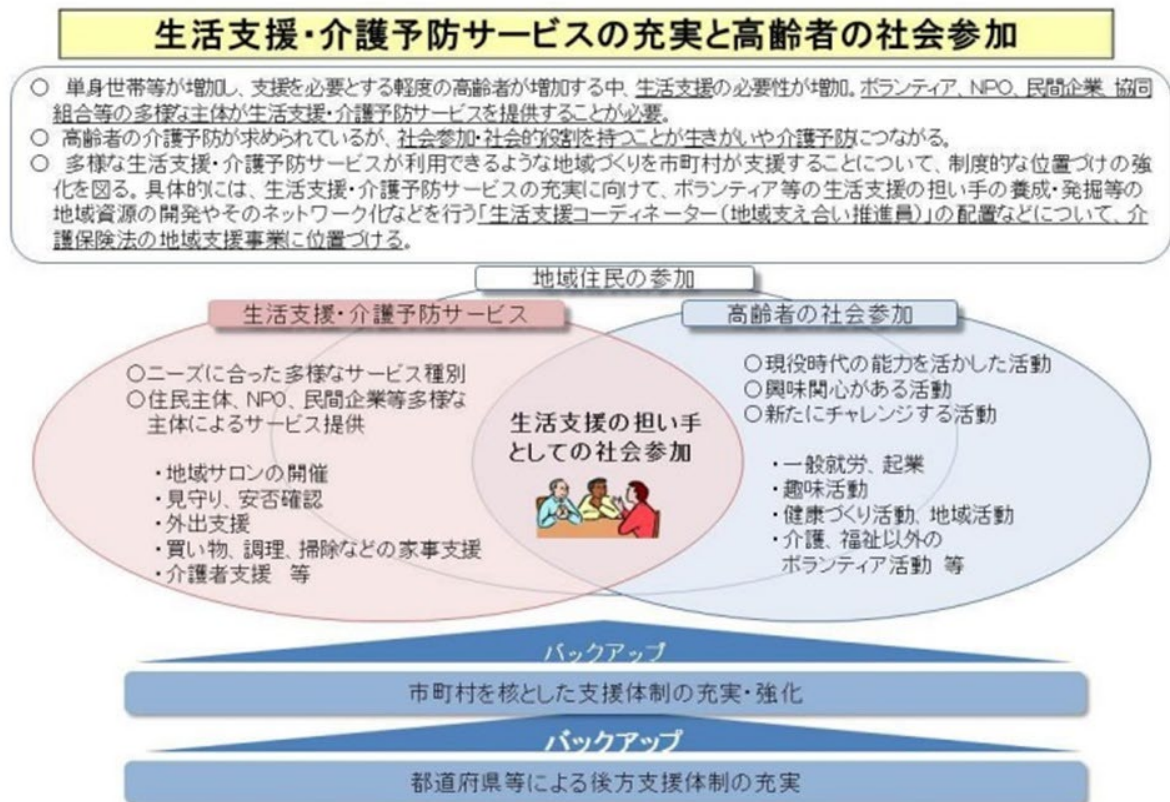 生活支援・介護予防サービスの充実と高齢者の社会参加
○ 単身世帯等が増加し、支援を必要とする軽度の高齢者が増加する中、生活支援の必要性が増加。ボランティア、NPO、民間企業、協同
組合等の多様な主体が生活支援・介護予防サービスを提供することが必要。
○ 高齢者の介護予防が求められているが、社会参加・社会的役割を持つことが生きがいや介護予防につながる。
○ 多様な生活支援・介護予防サービスが利用できるような地域づくりを市町村が支援することについて、制度的な位置づけの強
化を図る。具体的には、生活支援・介護予防サービスの充実に向けて、ボランティア等の生活支援の担い手の養成・発掘等の
地域資源の開発やそのネットワーク化などを行う「生活支援コーディネーター（地域支え合い推進員）」の配置などについて、介
護保険法の地域支援事業に位置づける。
地域住民の参加
生活支援・介護予防サービス
○ニーズに合った多様なサービス種別
○住民主体、NPO、民間企業等多様な
主体によるサービス提供
・地域サロンの開催
・見守り、安否確認
・外出支援
・買い物、調理、掃除などの家事支援
・介護者支援 等
生活支援の担い手
としての社会参加
高齢者の社会参加
○現役時代の能力を活かした活動
○興味関心がある活動
○新たにチャレンジする活動
・一般就労、起業
・趣味活動
・健康づくり活動、地域活動
・介護、福祉以外の
ボランティア活動 等
バックアップ
市町村を核とした支援体制の充実・強化
バックアップ
都道府県等による後方支援体制の充実